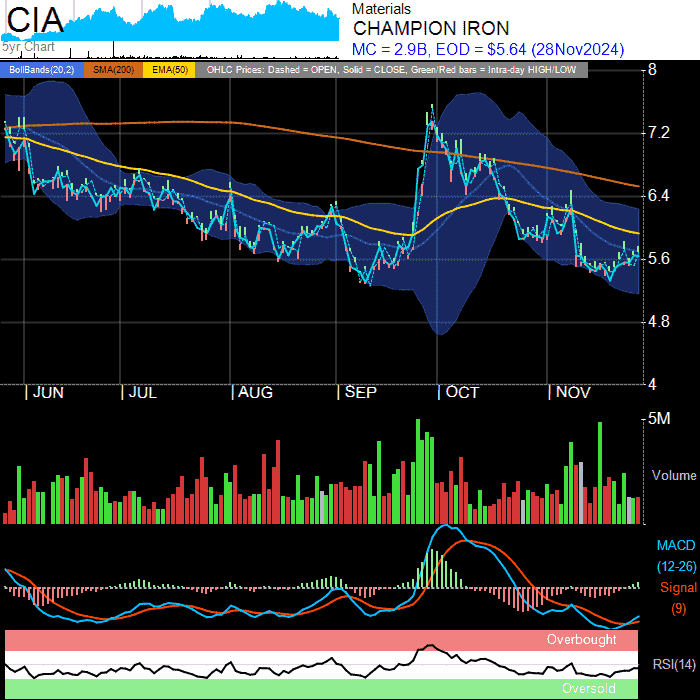 CIA
Materials
CHAMPION IRON
MC = 2.9B, EOD = $5.64 (28Nov2024)
5yr Chart
BollBands(20,2) SMA(200) EMA(50) OHLC Prices: Dashed = OPEN, Solid = CLOSE, Green/Red bars = Intra-day HIGH/LOW
8
7.2
6.4
5.6
4.8
4
JUN JUL AUG SEP OCT NOV
5M
Volume
MACD
(12-26)
Signal
(9)
Overbought
RSI(14)
Oversold